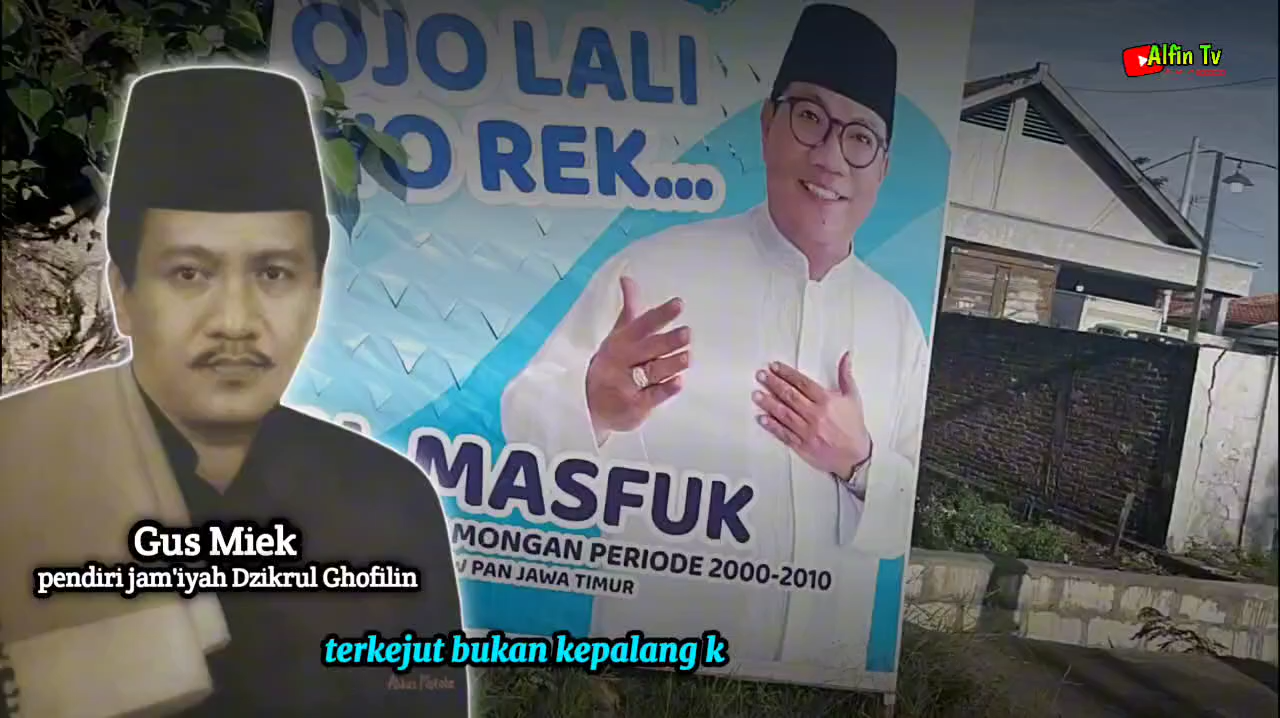 OJO LALI
REK...
Alfin Tv
MASFUK
MONGAN PERIODE 2000-2010
PAN JAWA TIMUR
Gus Miek
pendiri jam'iyah Dzikrul Ghofilin
terkejut bukan kepalang k